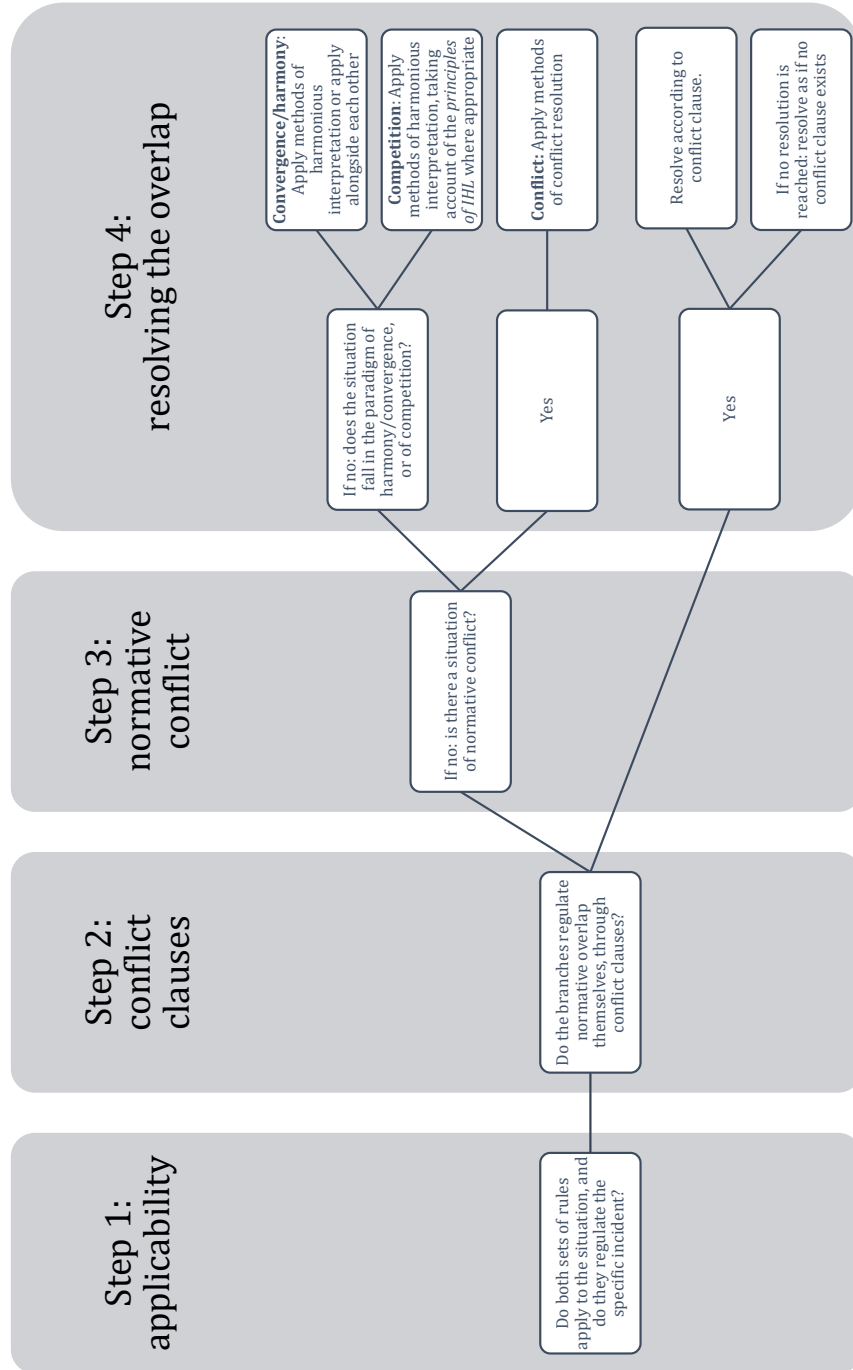 Step 1:
applicability
Do both sets of rules
apply to the situation, and
do they regulate the
specific incident?
Step 2:
conflict
clauses
Do the branches regulate
normative overlap
themselves, through
conflict clauses?
Step 3:
normative
conflict
If no: is there a situation
of normative conflict?
Step 4:
resolving the overlap
If no: does the situation
fall in the paradigm of
harmony/convergence,
or of competition?
Yes
Yes
Convergence/harmony:
Apply methods of
harmonious
interpretation or apply
alongside each other
Competition: Apply
methods of harmonious
interpretation, taking
account of the principles
of IHL where appropriate
Conflict: Apply methods
of conflict resolution
Resolve according to
conflict clause.
If no resolution is
reached: resolve as if no
conflict clause exists